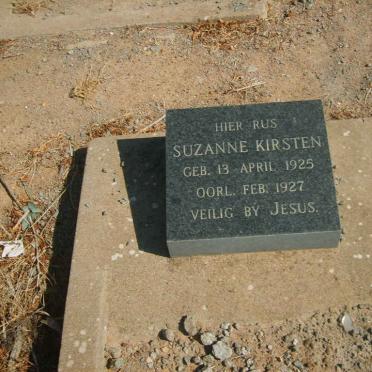 HIER RUS
SUZANNE KIRSTEN
GEB. 13 APRIL 1925
OORL. FEB. 1927
VEILIG BY JESUS.